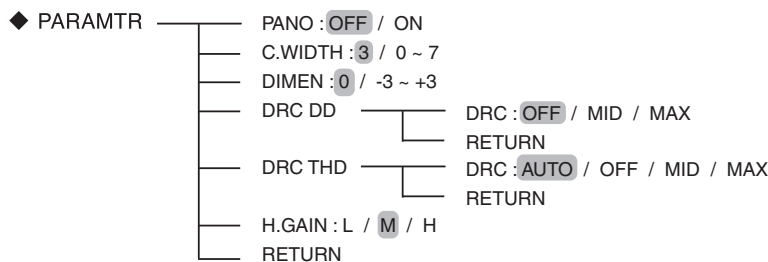 ◆ PARAMTR
PANO : OFF / ON
C.WIDTH : 3 / 0 ~ 7
DIMEN : 0 / -3 ~ +3
DRC DD
DRC : OFF / MID / MAX
RETURN
DRC THD
DRC : AUTO / OFF / MID / MAX
RETURN
H.GAIN : L / M / H
RETURN